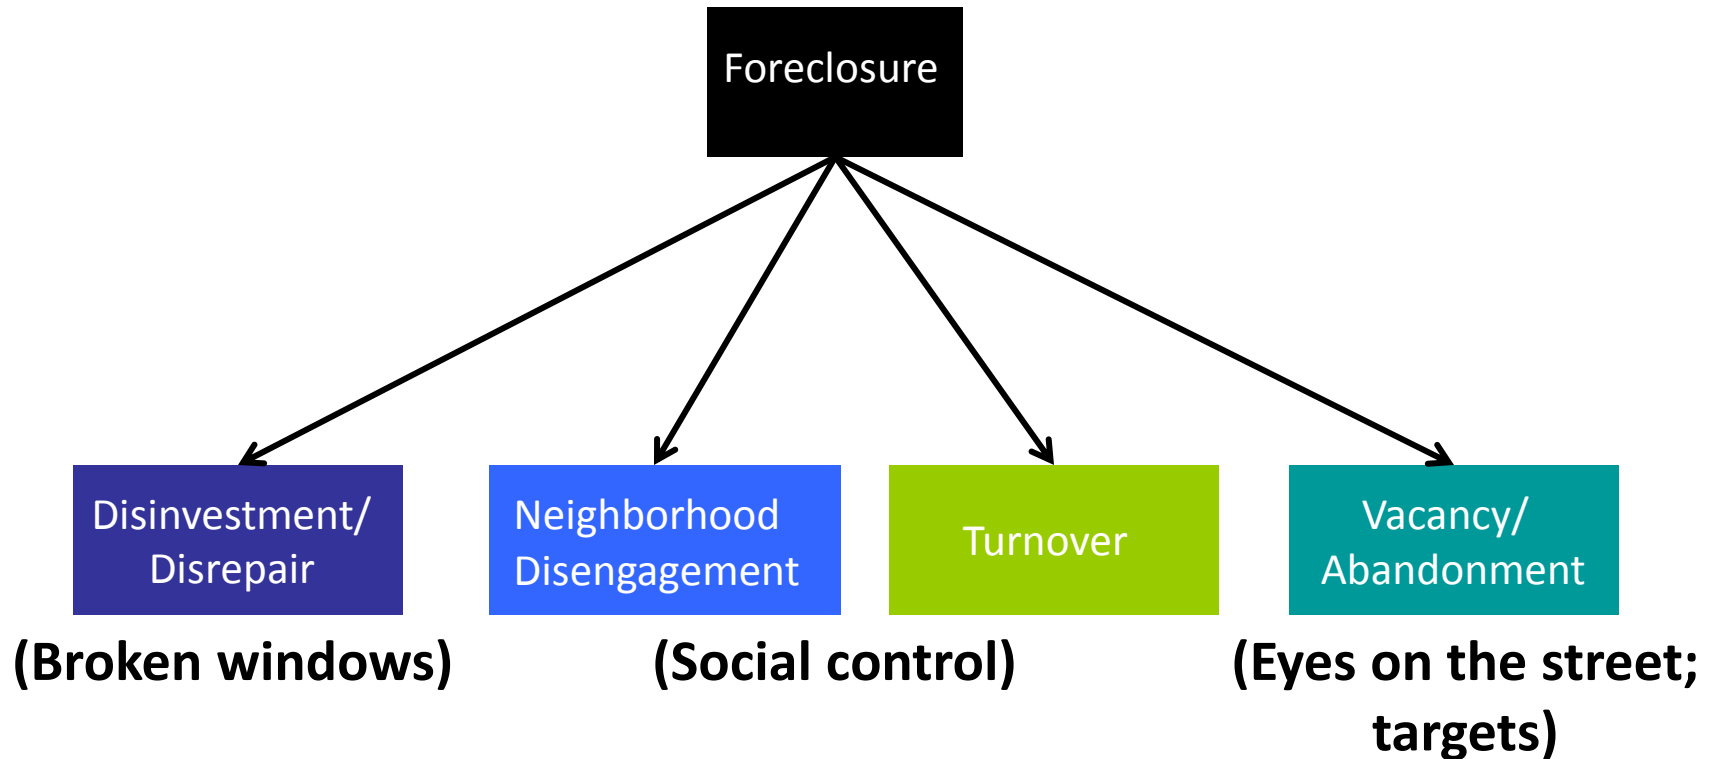 Foreclosure
Disinvestment/
Disrepair
Neighborhood
Disengagement
Turnover
Vacancy/
Abandonment
(Broken windows)
(Social control)
(Eyes on the street;
targets)